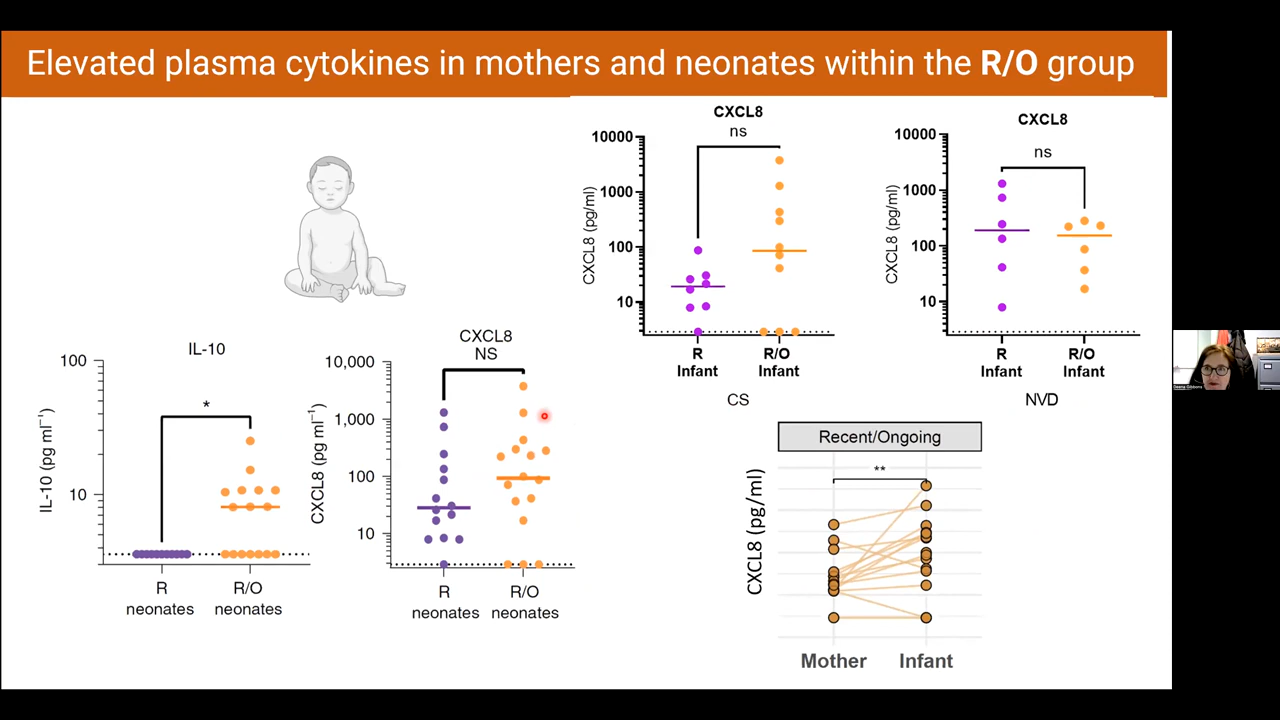 Elevated plasma cytokines in mothers and neonates within the R/O group
CXCL8
ns
10000
1000
100
10
CXCL8 (pg/ml)
R
Infant
R/O
Infant
CS
CXCL8
ns
10000
1000
100
10
CXCL8 (pg/ml)
R
Infant
R/O
Infant
NVD
IL-10
*
100
10
IL-10 (pg ml⁻¹)
R
neonates
R/O
neonates
CXCL8
NS
10,000
1,000
100
10
CXCL8 (pg ml⁻¹)
R
neonates
R/O
neonates
Recent/Ongoing
**
CXCL8 (pg/ml)
Mother
Infant
Deana Gibbons